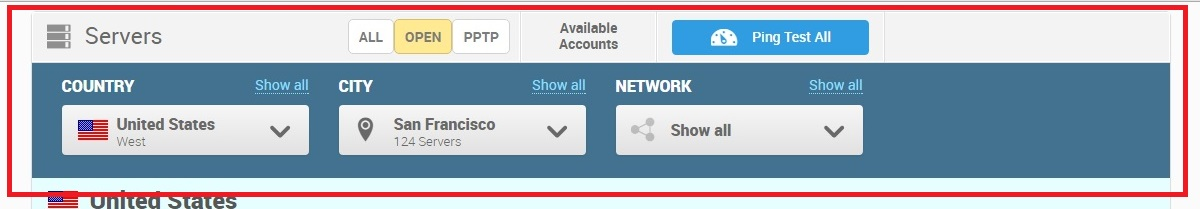 Servers ALL OPEN PPTP Available Accounts Ping Test All
COUNTRY Show all CITY Show all NETWORK Show all
United States San Francisco Show all
West 124 Servers
United States